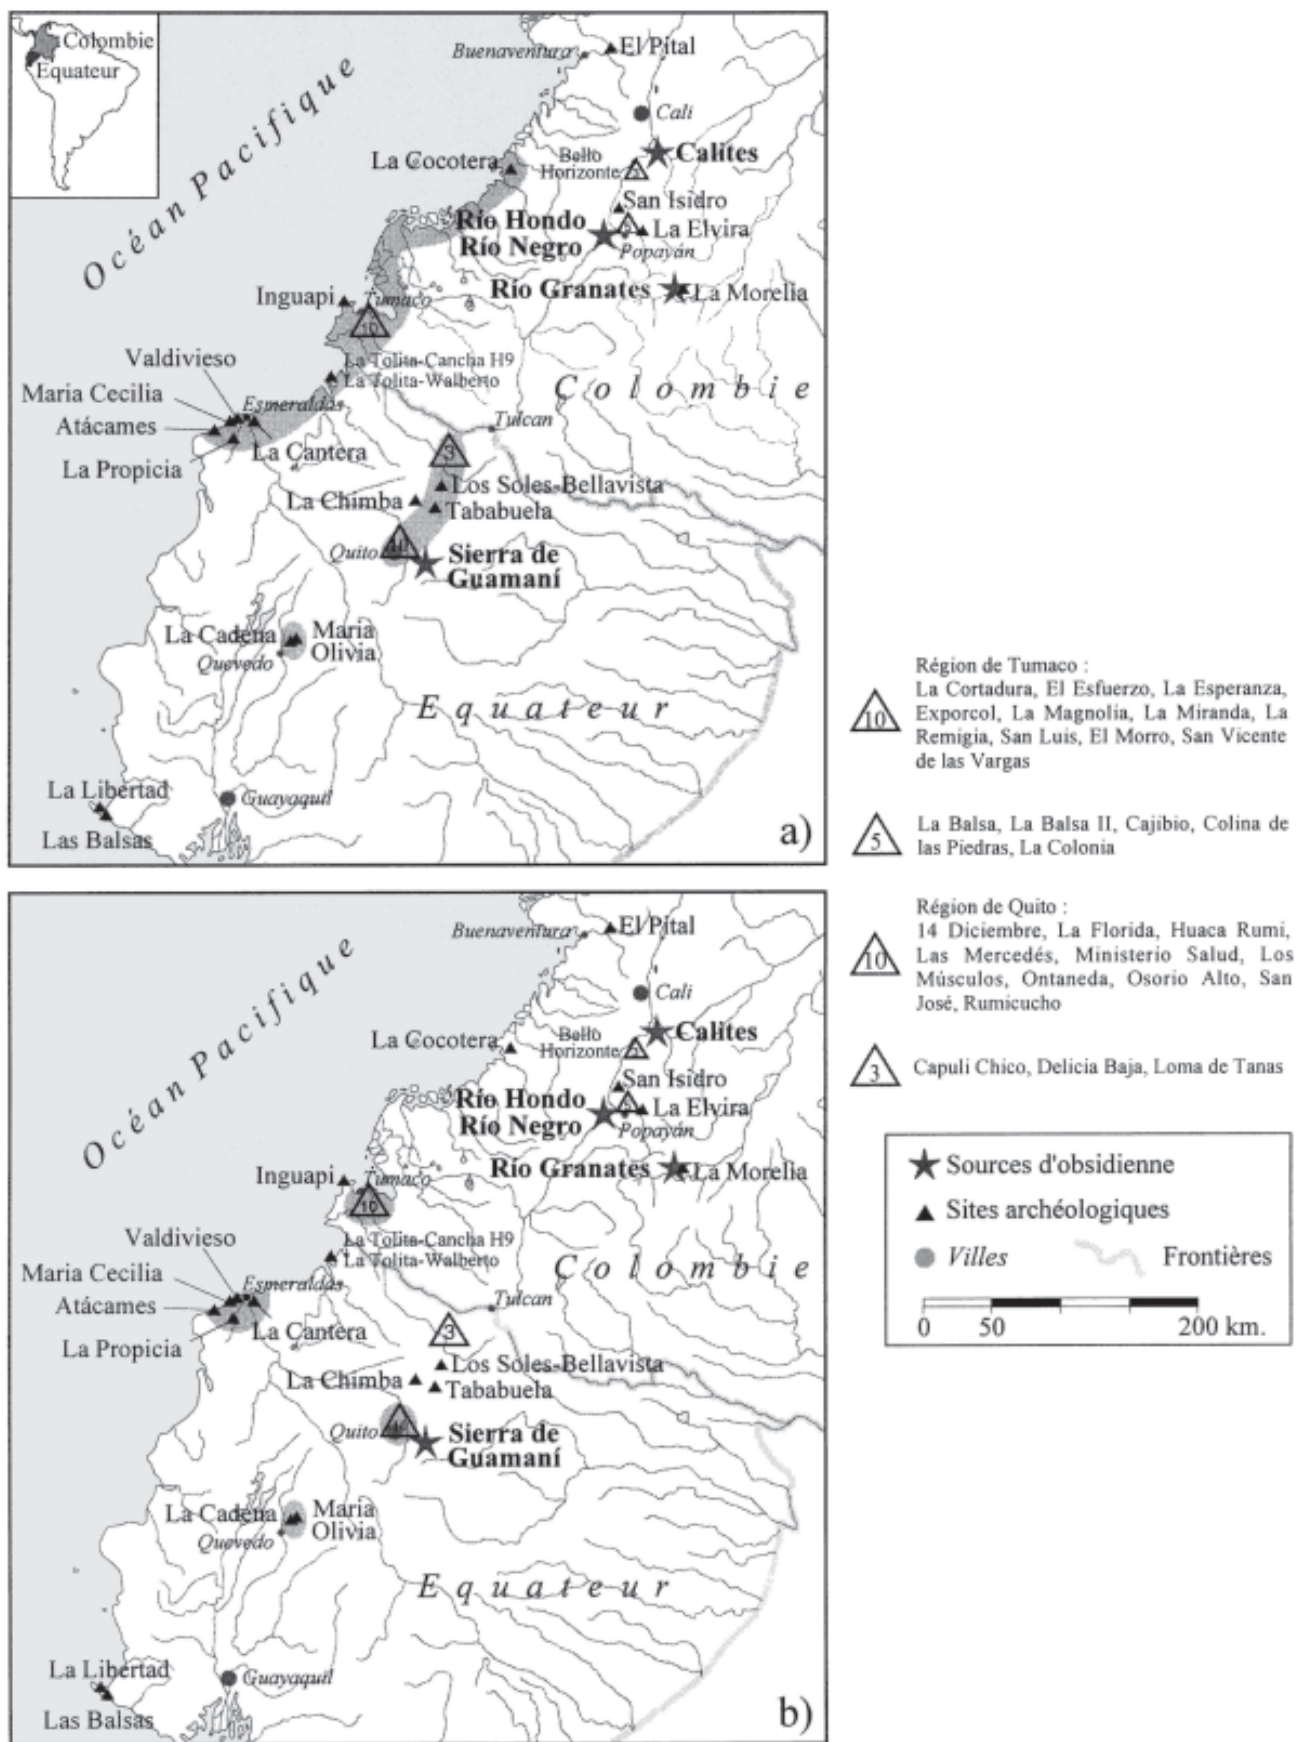 Colombie
Equateur
Océan Pacifique
Buenaventura
El Pital
Cali
La Cocotera
Bello
Horizonte
Calites
San Isidro
Río Hondo
Río Negro
La Elvira
Popayán
Río Granates
La Morelia
Inguapi
Tumaco
10
Valdivieso
La Tolita-Cancha H9
La Tolita-Walberto
Maria Cecilia
Esmeraldas
Atácames
Colombie
Tulcan
La Cantera
La Propicia
3
Los Soles-Bellavista
La Chimba
Tababuela
Quito
Sierra de
Guamaní
La Cadena
Maria
Olivia
Quevedo
Equateur
La Libertad
Guayaquil
Las Balsas
a)
Région de Tumaco :
10
La Cortadura, El Esfuerzo, La Esperanza,
Exporcol, La Magnolia, La Miranda, La
Remigia, San Luis, El Morro, San Vicente
de las Vargas
5
La Balsa, La Balsa II, Cajibio, Colina de
las Piedras, La Colonia
Région de Quito :
10
14 Diciembre, La Florida, Huaca Rumi,
Las Mercedés, Ministerio Salud, Los
Músculos, Ontaneda, Osorio Alto, San
José, Rumicucho
3
Capuli Chico, Delicia Baja, Loma de Tanas
Sources d'obsidienne
Sites archéologiques
Villes
Frontières
0 50 200 km.
Océan Pacifique
Buenaventura
El Pital
Cali
La Cocotera
Bello
Horizonte
Calites
San Isidro
Río Hondo
Río Negro
La Elvira
Popayán
Río Granates
La Morelia
Inguapi
Tumaco
10
Valdivieso
La Tolita-Cancha H9
La Tolita-Walberto
Maria Cecilia
Esmeraldas
Atácames
Colombie
Tulcan
La Cantera
La Propicia
3
Los Soles-Bellavista
La Chimba
Tababuela
Quito
Sierra de
Guamaní
La Cadena
Maria
Olivia
Quevedo
Equateur
La Libertad
Guayaquil
Las Balsas
b)